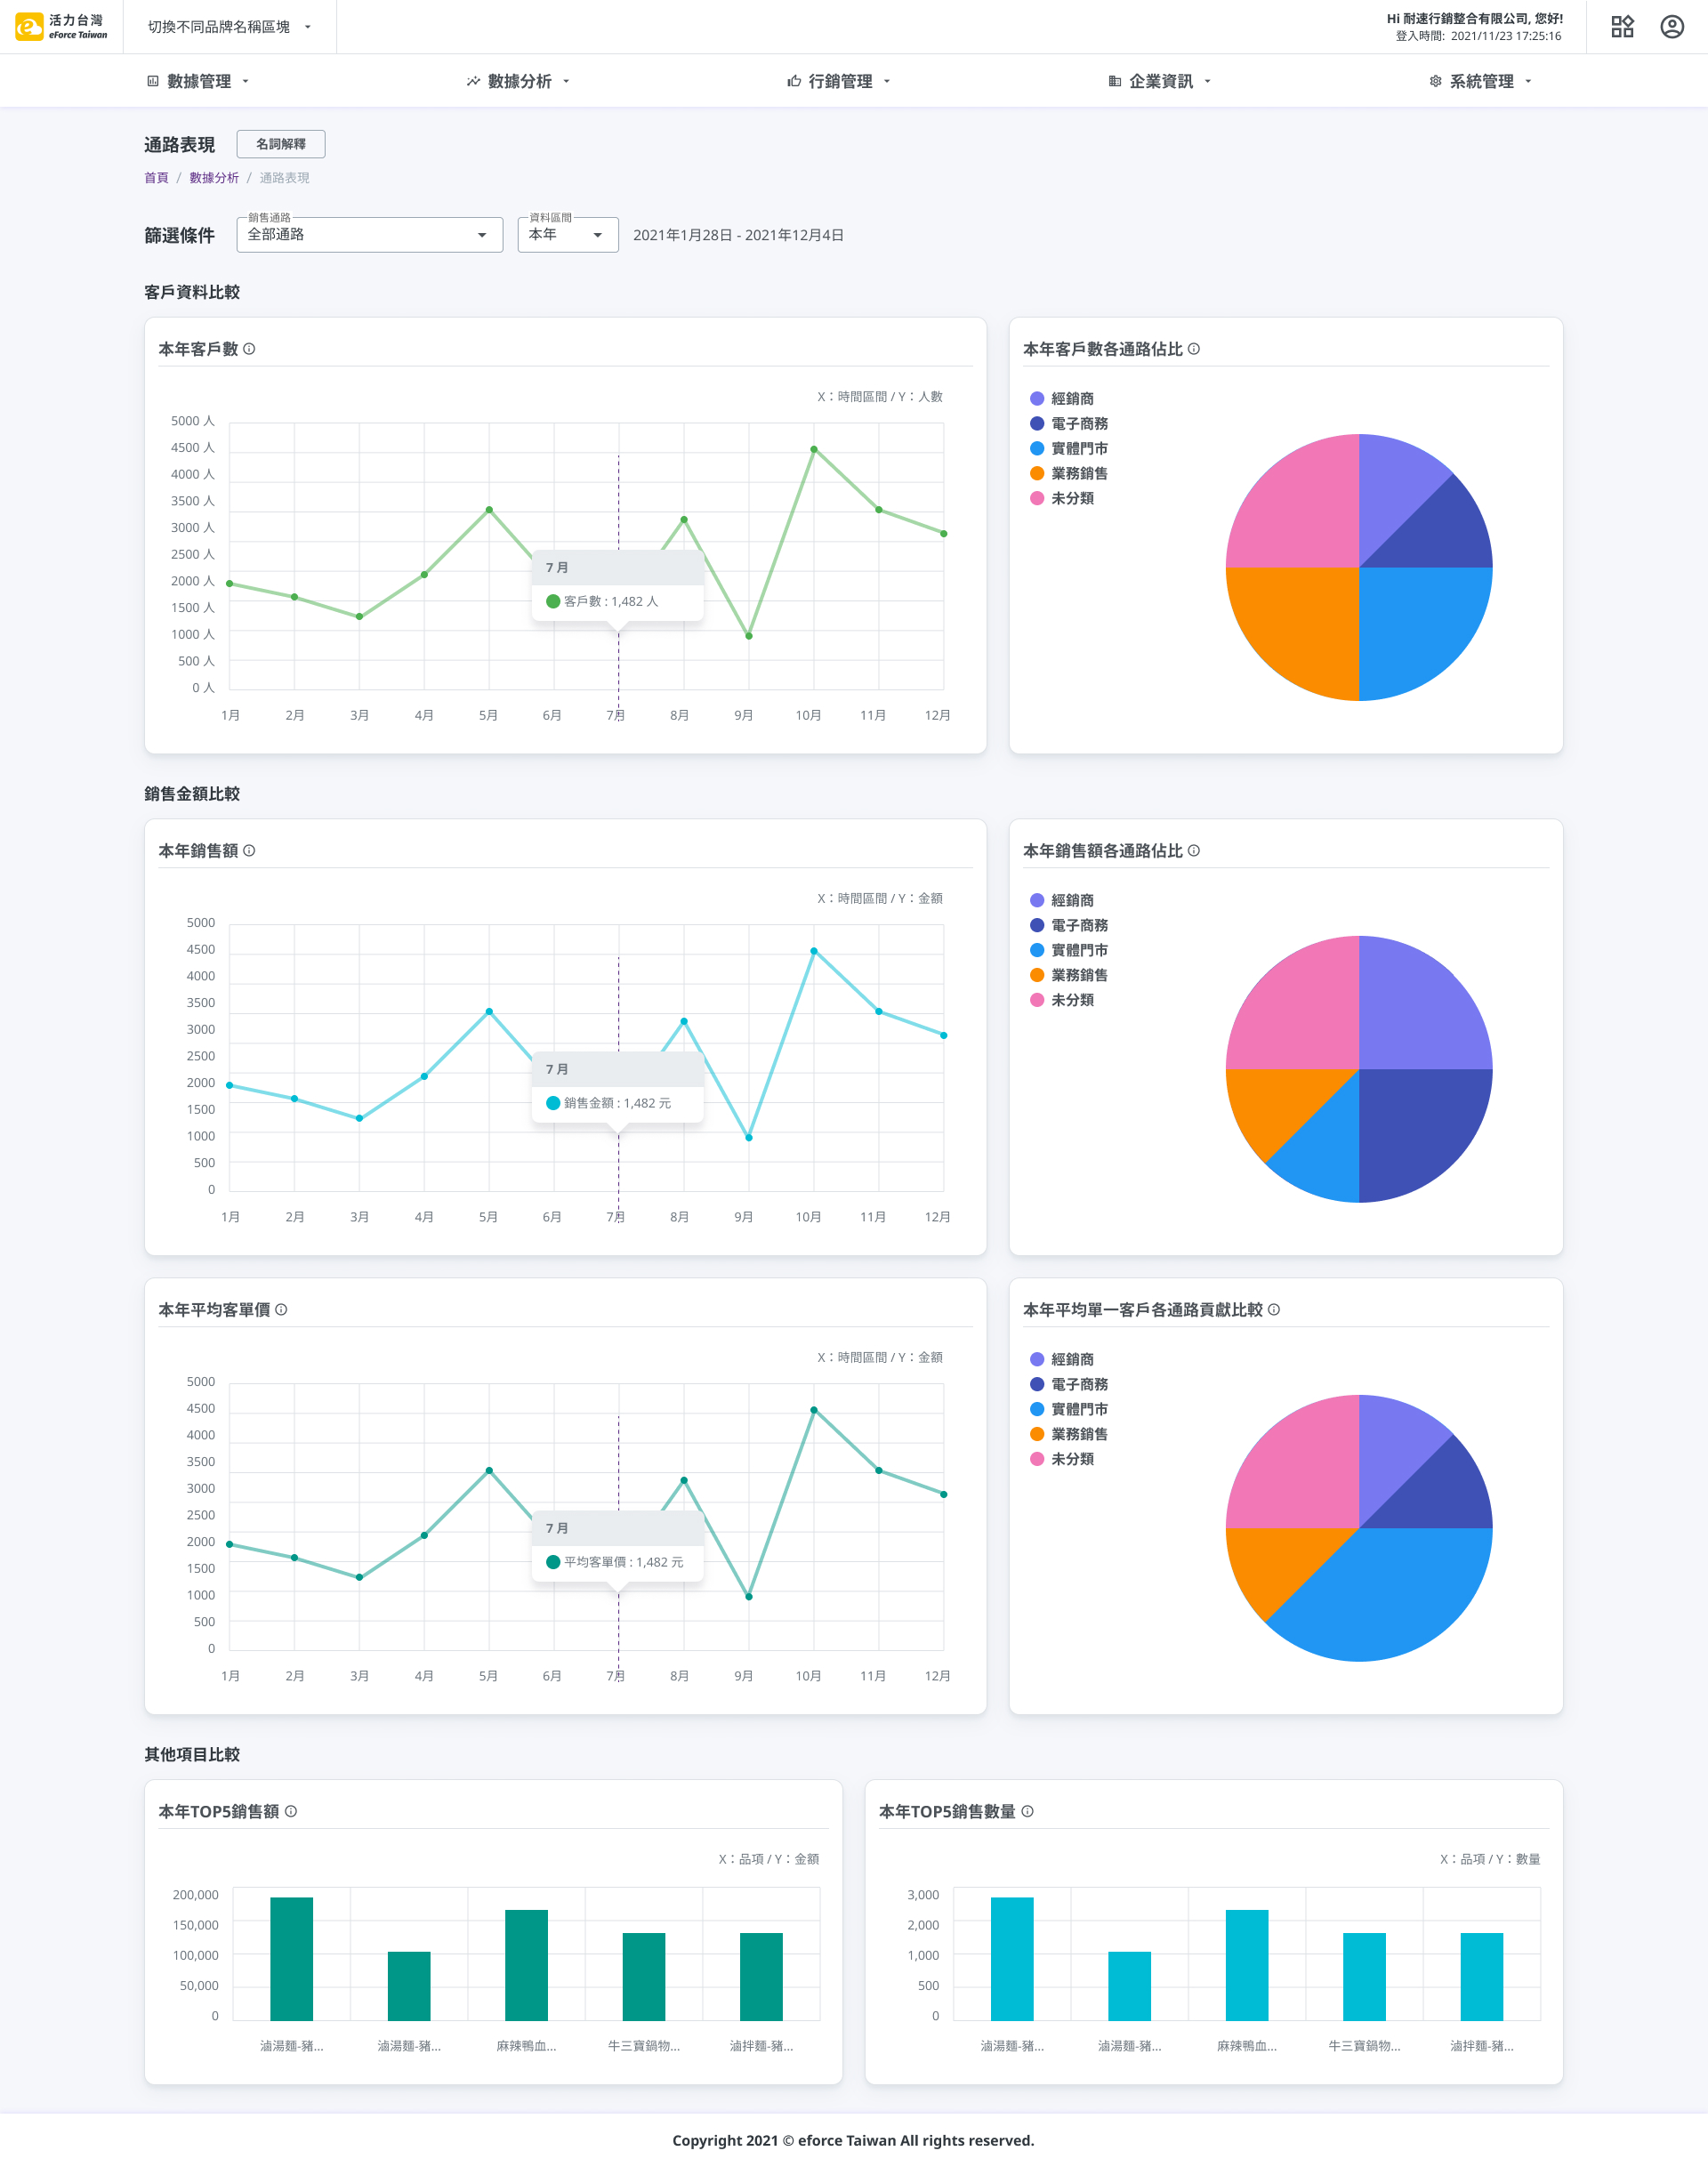 活力台灣
eForce Taiwan
切換不同品牌名稱區塊
Hi 耐速行銷整合有限公司, 您好!
登入時間: 2021/11/23 17:25:16
數據管理
數據分析
行銷管理
企業資訊
系統管理
通路表現
名詞解釋
首頁 / 數據分析 / 通路表現
篩選條件
銷售通路
全部通路
資料區間
本年
2021年1月28日 - 2021年12月4日
客戶資料比較
本年客戶數
X：時間區間 / Y：人數
5000 人
4500 人
4000 人
3500 人
3000 人
2500 人
2000 人
1500 人
1000 人
500 人
0 人
7 月
客戶數 : 1,482 人
1月 2月 3月 4月 5月 6月 7月 8月 9月 10月 11月 12月
本年客戶數各通路佔比
經銷商
電子商務
實體門市
業務銷售
未分類
銷售金額比較
本年銷售額
X：時間區間 / Y：金額
5000
4500
4000
3500
3000
2500
2000
1500
1000
500
0
7 月
銷售金額 : 1,482 元
1月 2月 3月 4月 5月 6月 7月 8月 9月 10月 11月 12月
本年銷售額各通路佔比
經銷商
電子商務
實體門市
業務銷售
未分類
本年平均客單價
X：時間區間 / Y：金額
5000
4500
4000
3500
3000
2500
2000
1500
1000
500
0
7 月
平均客單價 : 1,482 元
1月 2月 3月 4月 5月 6月 7月 8月 9月 10月 11月 12月
本年平均單一客戶各通路貢獻比較
經銷商
電子商務
實體門市
業務銷售
未分類
其他項目比較
本年TOP5銷售額
X：品項 / Y：金額
200,000
150,000
100,000
50,000
0
滷湯麵-豬... 滷湯麵-豬... 麻辣鴨血... 牛三寶鍋物... 滷拌麵-豬...
本年TOP5銷售數量
X：品項 / Y：數量
3,000
2,000
1,000
500
0
滷湯麵-豬... 滷湯麵-豬... 麻辣鴨血... 牛三寶鍋物... 滷拌麵-豬...
Copyright 2021 © eforce Taiwan All rights reserved.